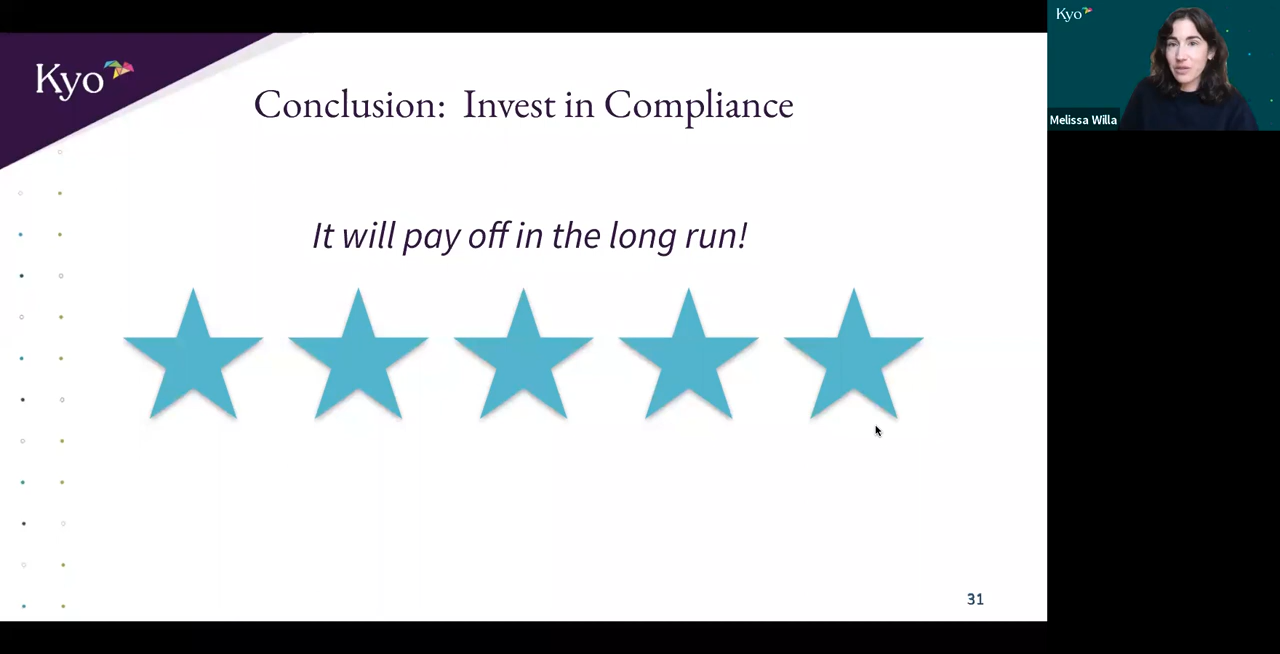 Kyo
Conclusion: Invest in Compliance
It will pay off in the long run!
31
Kyo
Melissa Willa